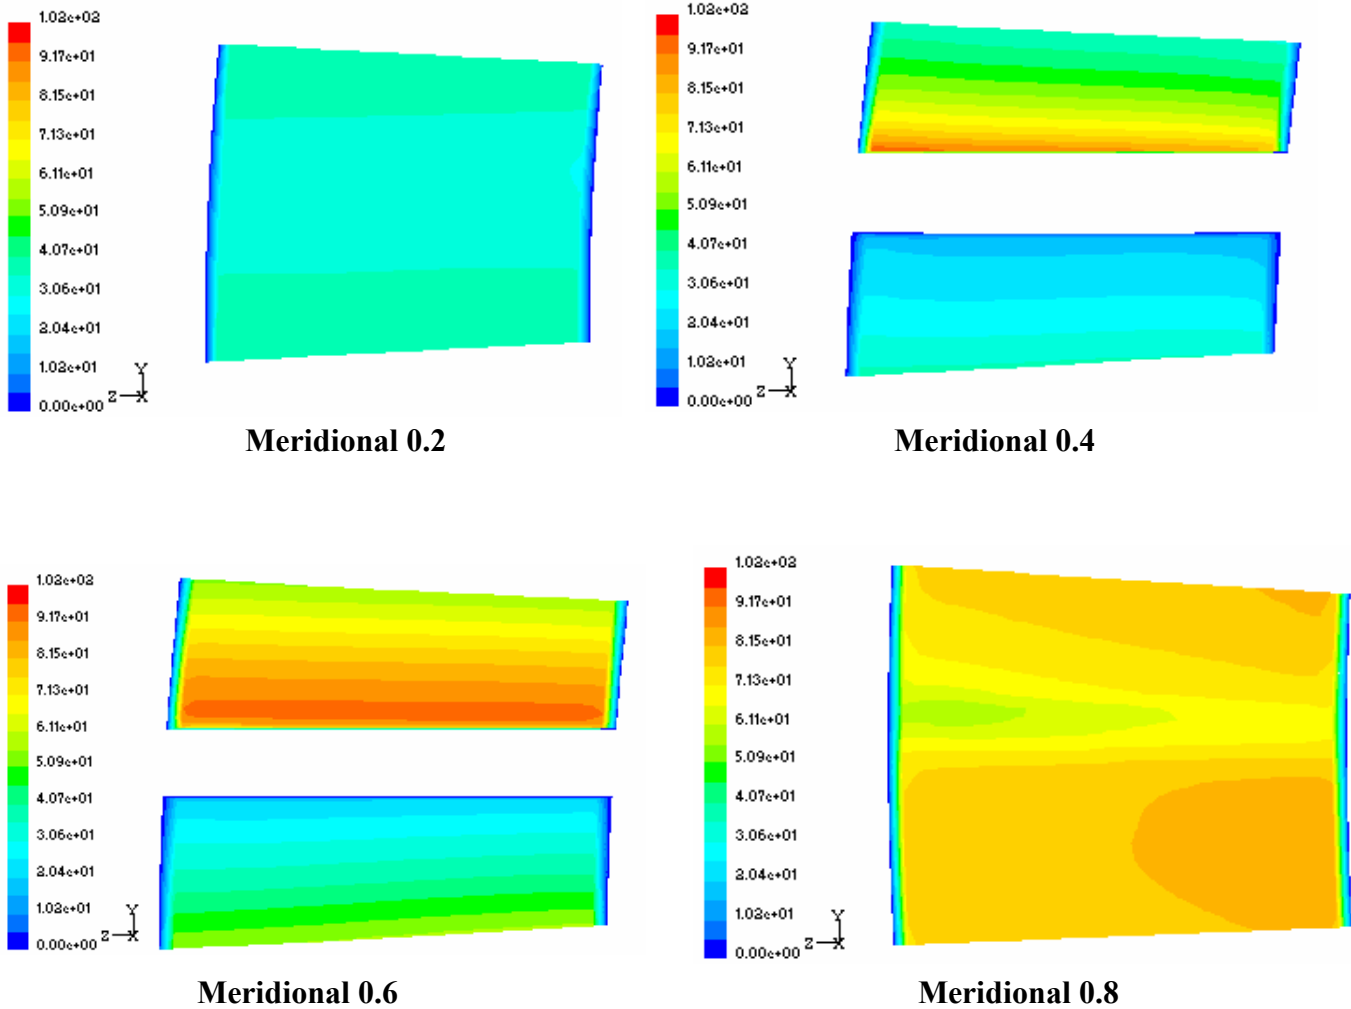 1.02e+02
9.17e+01
8.15e+01
7.13e+01
6.11e+01
5.09e+01
4.07e+01
3.06e+01
2.04e+01
1.02e+01
0.00e+00
Y
Z X
Meridional 0.2
1.02e+02
9.17e+01
8.15e+01
7.13e+01
6.11e+01
5.09e+01
4.07e+01
3.06e+01
2.04e+01
1.02e+01
0.00e+00
Y
Z X
Meridional 0.4
1.02e+02
9.17e+01
8.15e+01
7.13e+01
6.11e+01
5.09e+01
4.07e+01
3.06e+01
2.04e+01
1.02e+01
0.00e+00
Y
Z X
Meridional 0.6
1.02e+02
9.17e+01
8.15e+01
7.13e+01
6.11e+01
5.09e+01
4.07e+01
3.06e+01
2.04e+01
1.02e+01
0.00e+00
Y
Z X
Meridional 0.8